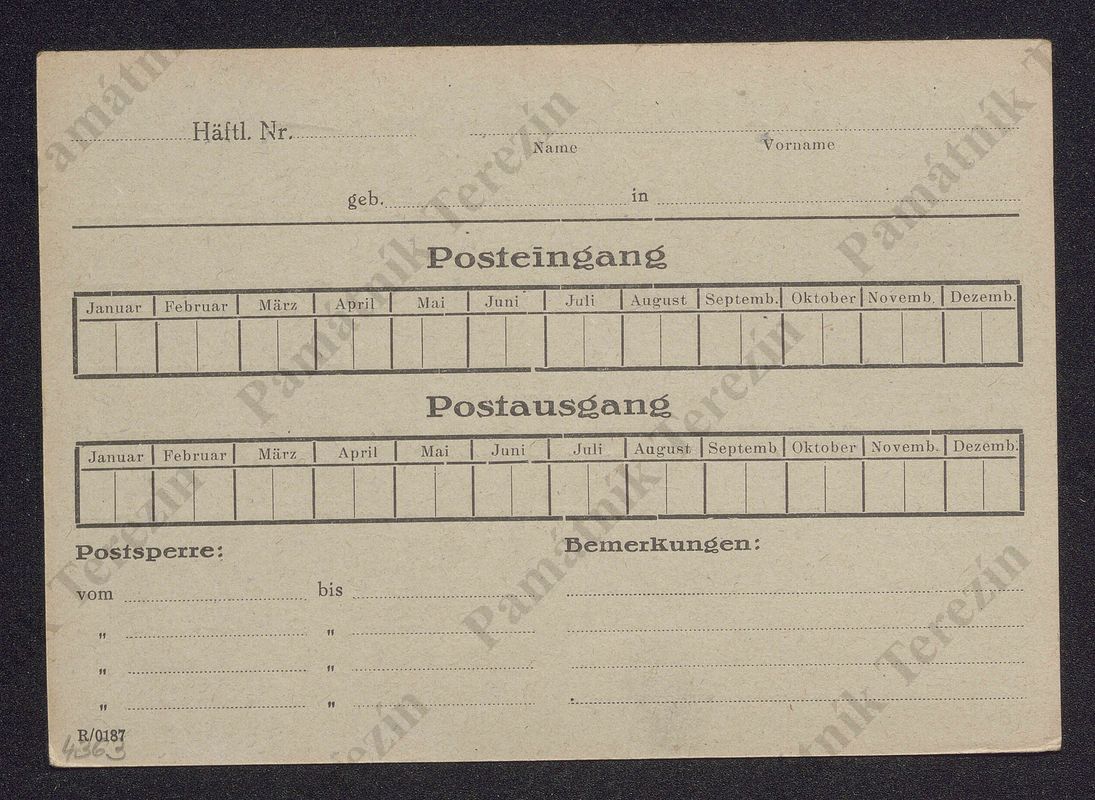 Häftl. Nr.
Name Vorname
geb. in
Posteingang
Januar Februar März April Mai Juni Juli August Septemb. Oktober Novemb. Dezemb.
Postausgang
Januar Februar März April Mai Juni Juli August Septemb Oktober Novemb. Dezemb.
Postsperre: Bemerkungen:
vom bis
" "
" "
" "
R/0187
4363
Památník Terezín